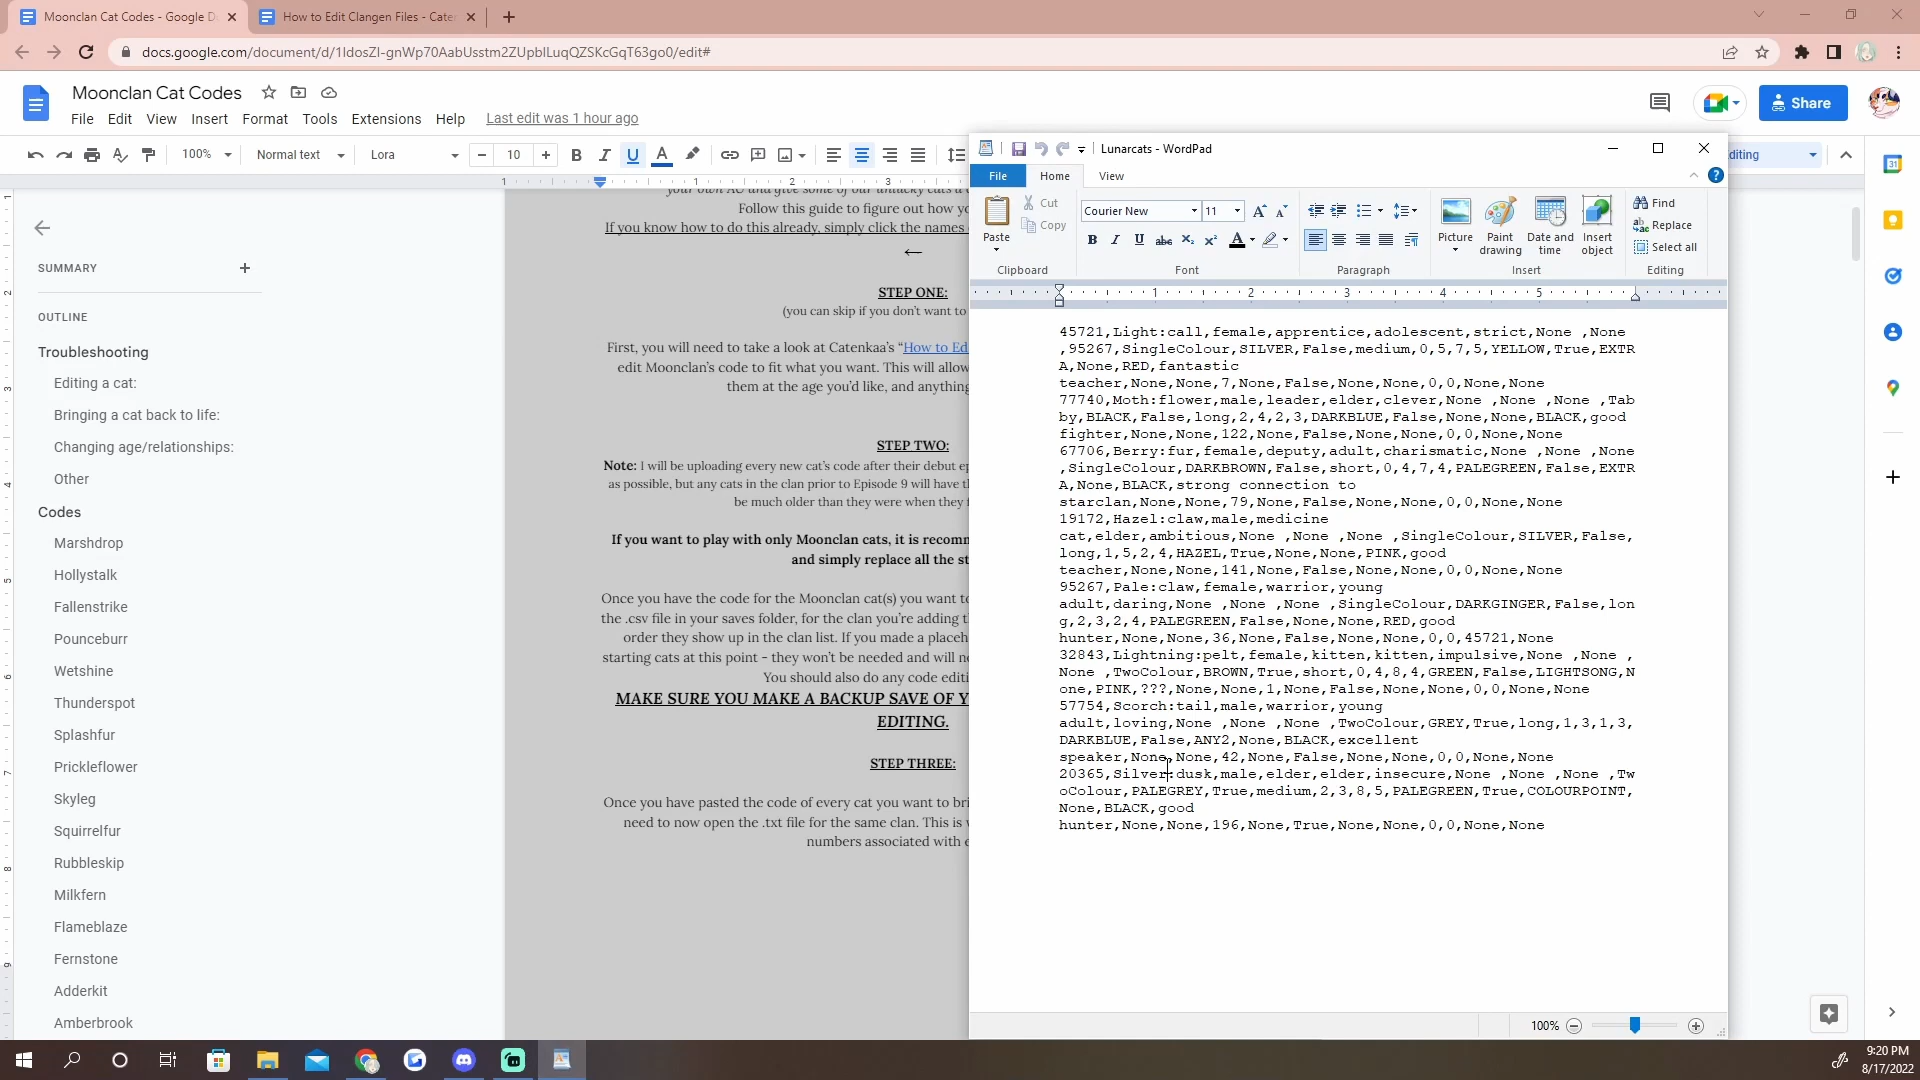 Moonclan Cat Codes - Google D
How to Edit Clangen Files - Cate
docs.google.com/document/d/1IdosZI-gnWp70AabUsstm2ZUpbILuqQZSKcGqT63go0/edit#
Moonclan Cat Codes
File Edit View Insert Format Tools Extensions Help Last edit was 1 hour ago
Share
100% Normal text Lora 10
diting
SUMMARY
OUTLINE
Troubleshooting
Editing a cat:
Bringing a cat back to life:
Changing age/relationships:
Other
Codes
Marshdrop
Hollystalk
Fallenstrike
Pounceburr
Wetshine
Thunderspot
Splashfur
Prickleflower
Skyleg
Squirrelfur
Rubbleskip
Milkfern
Flameblaze
Fernstone
Adderkit
Amberbrook
your own AU and give some of our unlucky cats a
Follow this guide to figure out how yo
If you know how to do this already, simply click the names
←
STEP ONE:
(you can skip if you don't want to
First, you will need to take a look at Catenkaa's "How to Ed
edit Moonclan's code to fit what you want. This will allow
them at the age you'd like, and anything
STEP TWO:
Note: I will be uploading every new cat's code after their debut ep
as possible, but any cats in the clan prior to Episode 9 will have th
be much older than they were when they f
If you want to play with only Moonclan cats, it is recomm
and simply replace all the st
Once you have the code for the Moonclan cat(s) you want to
the .csv file in your saves folder, for the clan you're adding th
order they show up in the clan list. If you made a placeh
starting cats at this point - they won't be needed and will ne
You should also do any code editi
MAKE SURE YOU MAKE A BACKUP SAVE OF Y
EDITING.
STEP THREE:
Once you have pasted the code of every cat you want to bri
need to now open the .txt file for the same clan. This is w
numbers associated with e
Lunarcats - WordPad
File Home View
Paste
Cut
Copy
Clipboard
Courier New 11
Font
Paragraph
Picture
Paint drawing
Date and time
Insert object
Insert
Find
Replace
Select all
Editing
45721,Light:call,female,apprentice,adolescent,strict,None ,None
,95267,SingleColour,SILVER,False,medium,0,5,7,5,YELLOW,True,EXTR
A,None,RED,fantastic
teacher,None,None,7,None,False,None,None,0,0,None,None
77740,Moth:flower,male,leader,elder,clever,None ,None ,None ,Tab
by,BLACK,False,long,2,4,2,3,DARKBLUE,False,None,None,BLACK,good
fighter,None,None,122,None,False,None,None,0,0,None,None
67706,Berry:fur,female,deputy,adult,charismatic,None ,None ,None
,SingleColour,DARKBROWN,False,short,0,4,7,4,PALEGREEN,False,EXTR
A,None,BLACK,strong connection to
starclan,None,None,79,None,False,None,None,0,0,None,None
19172,Hazel:claw,male,medicine
cat,elder,ambitious,None ,None ,None ,SingleColour,SILVER,False,
long,1,5,2,4,HAZEL,True,None,None,PINK,good
teacher,None,None,141,None,False,None,None,0,0,None,None
95267,Pale:claw,female,warrior,young
adult,daring,None ,None ,None ,SingleColour,DARKGINGER,False,lon
g,2,3,2,4,PALEGREEN,False,None,None,RED,good
hunter,None,None,36,None,False,None,None,0,0,45721,None
32843,Lightning:pelt,female,kitten,kitten,impulsive,None ,None ,
None ,TwoColour,BROWN,True,short,0,4,8,4,GREEN,False,LIGHTSONG,N
one,PINK,???,None,None,1,None,False,None,None,0,0,None,None
57754,Scorch:tail,male,warrior,young
adult,loving,None ,None ,None ,TwoColour,GREY,True,long,1,3,1,3,
DARKBLUE,False,ANY2,None,BLACK,excellent
speaker,None,None,42,None,False,None,None,0,0,None,None
20365,Silver:dusk,male,elder,elder,insecure,None ,None ,None ,Tw
oColour,PALEGREY,True,medium,2,3,8,5,PALEGREEN,True,COLOURPOINT,
None,BLACK,good
hunter,None,None,196,None,True,None,None,0,0,None,None
100%
9:20 PM
8/17/2022